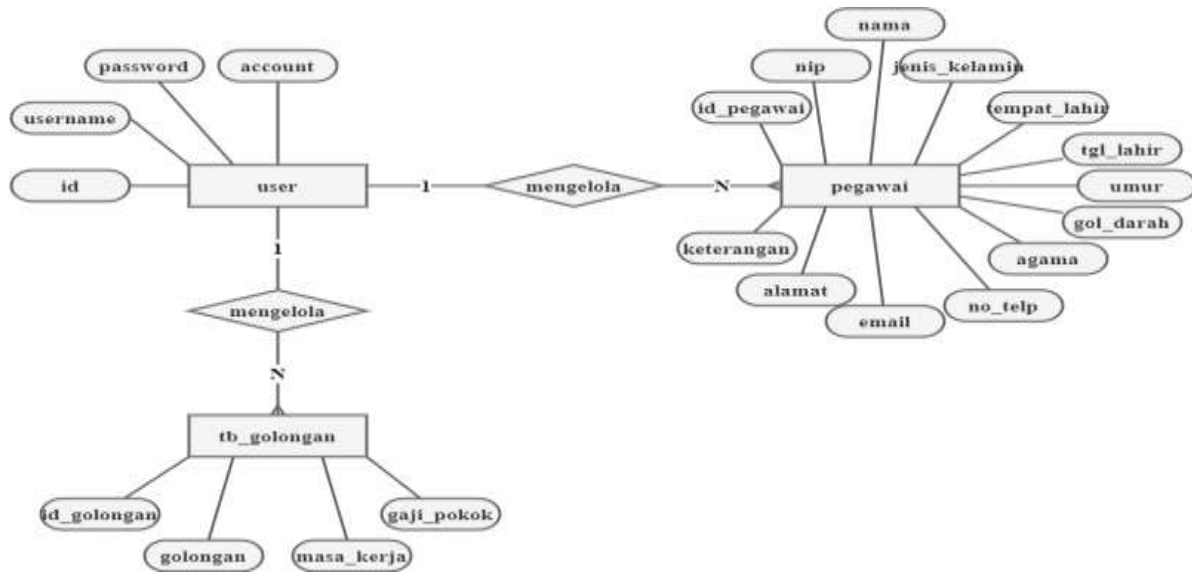 nama
password
account
nip
jenis_kelamin
username
id_pegawai
tempat_lahir
tgl_lahir
id
user
1
mengelola
N
pegawai
umur
gol_darah
keterangan
agama
1
alamat
no_telp
mengelola
email
N
tb_golongan
id_golongan
gaji_pokok
golongan
masa_kerja